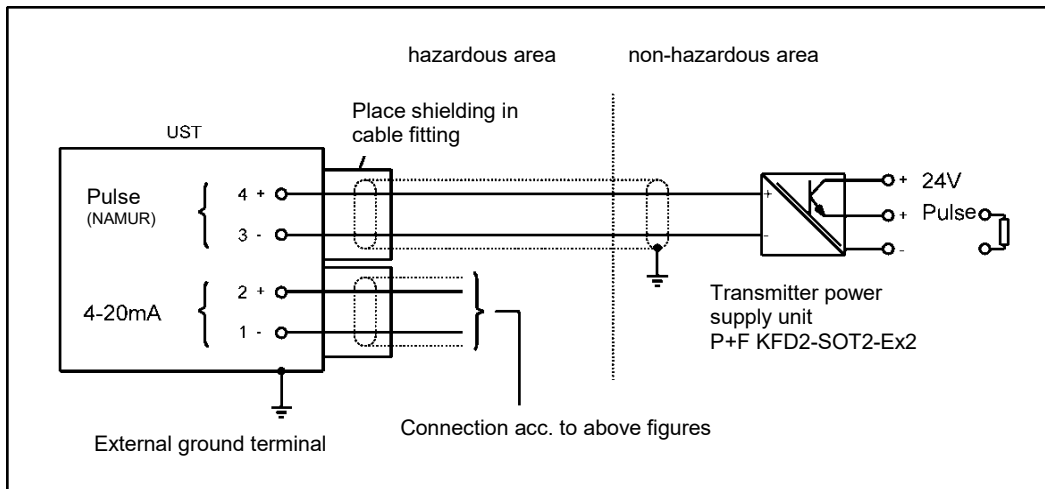 hazardous area
non-hazardous area
Place shielding in
cable fitting
UST
Pulse
(NAMUR)
4 +
3 -
4-20mA
2 +
1 -
+
-
+ 24V
+ Pulse
-
Transmitter power
supply unit
P+F KFD2-SOT2-Ex2
Connection acc. to above figures
External ground terminal